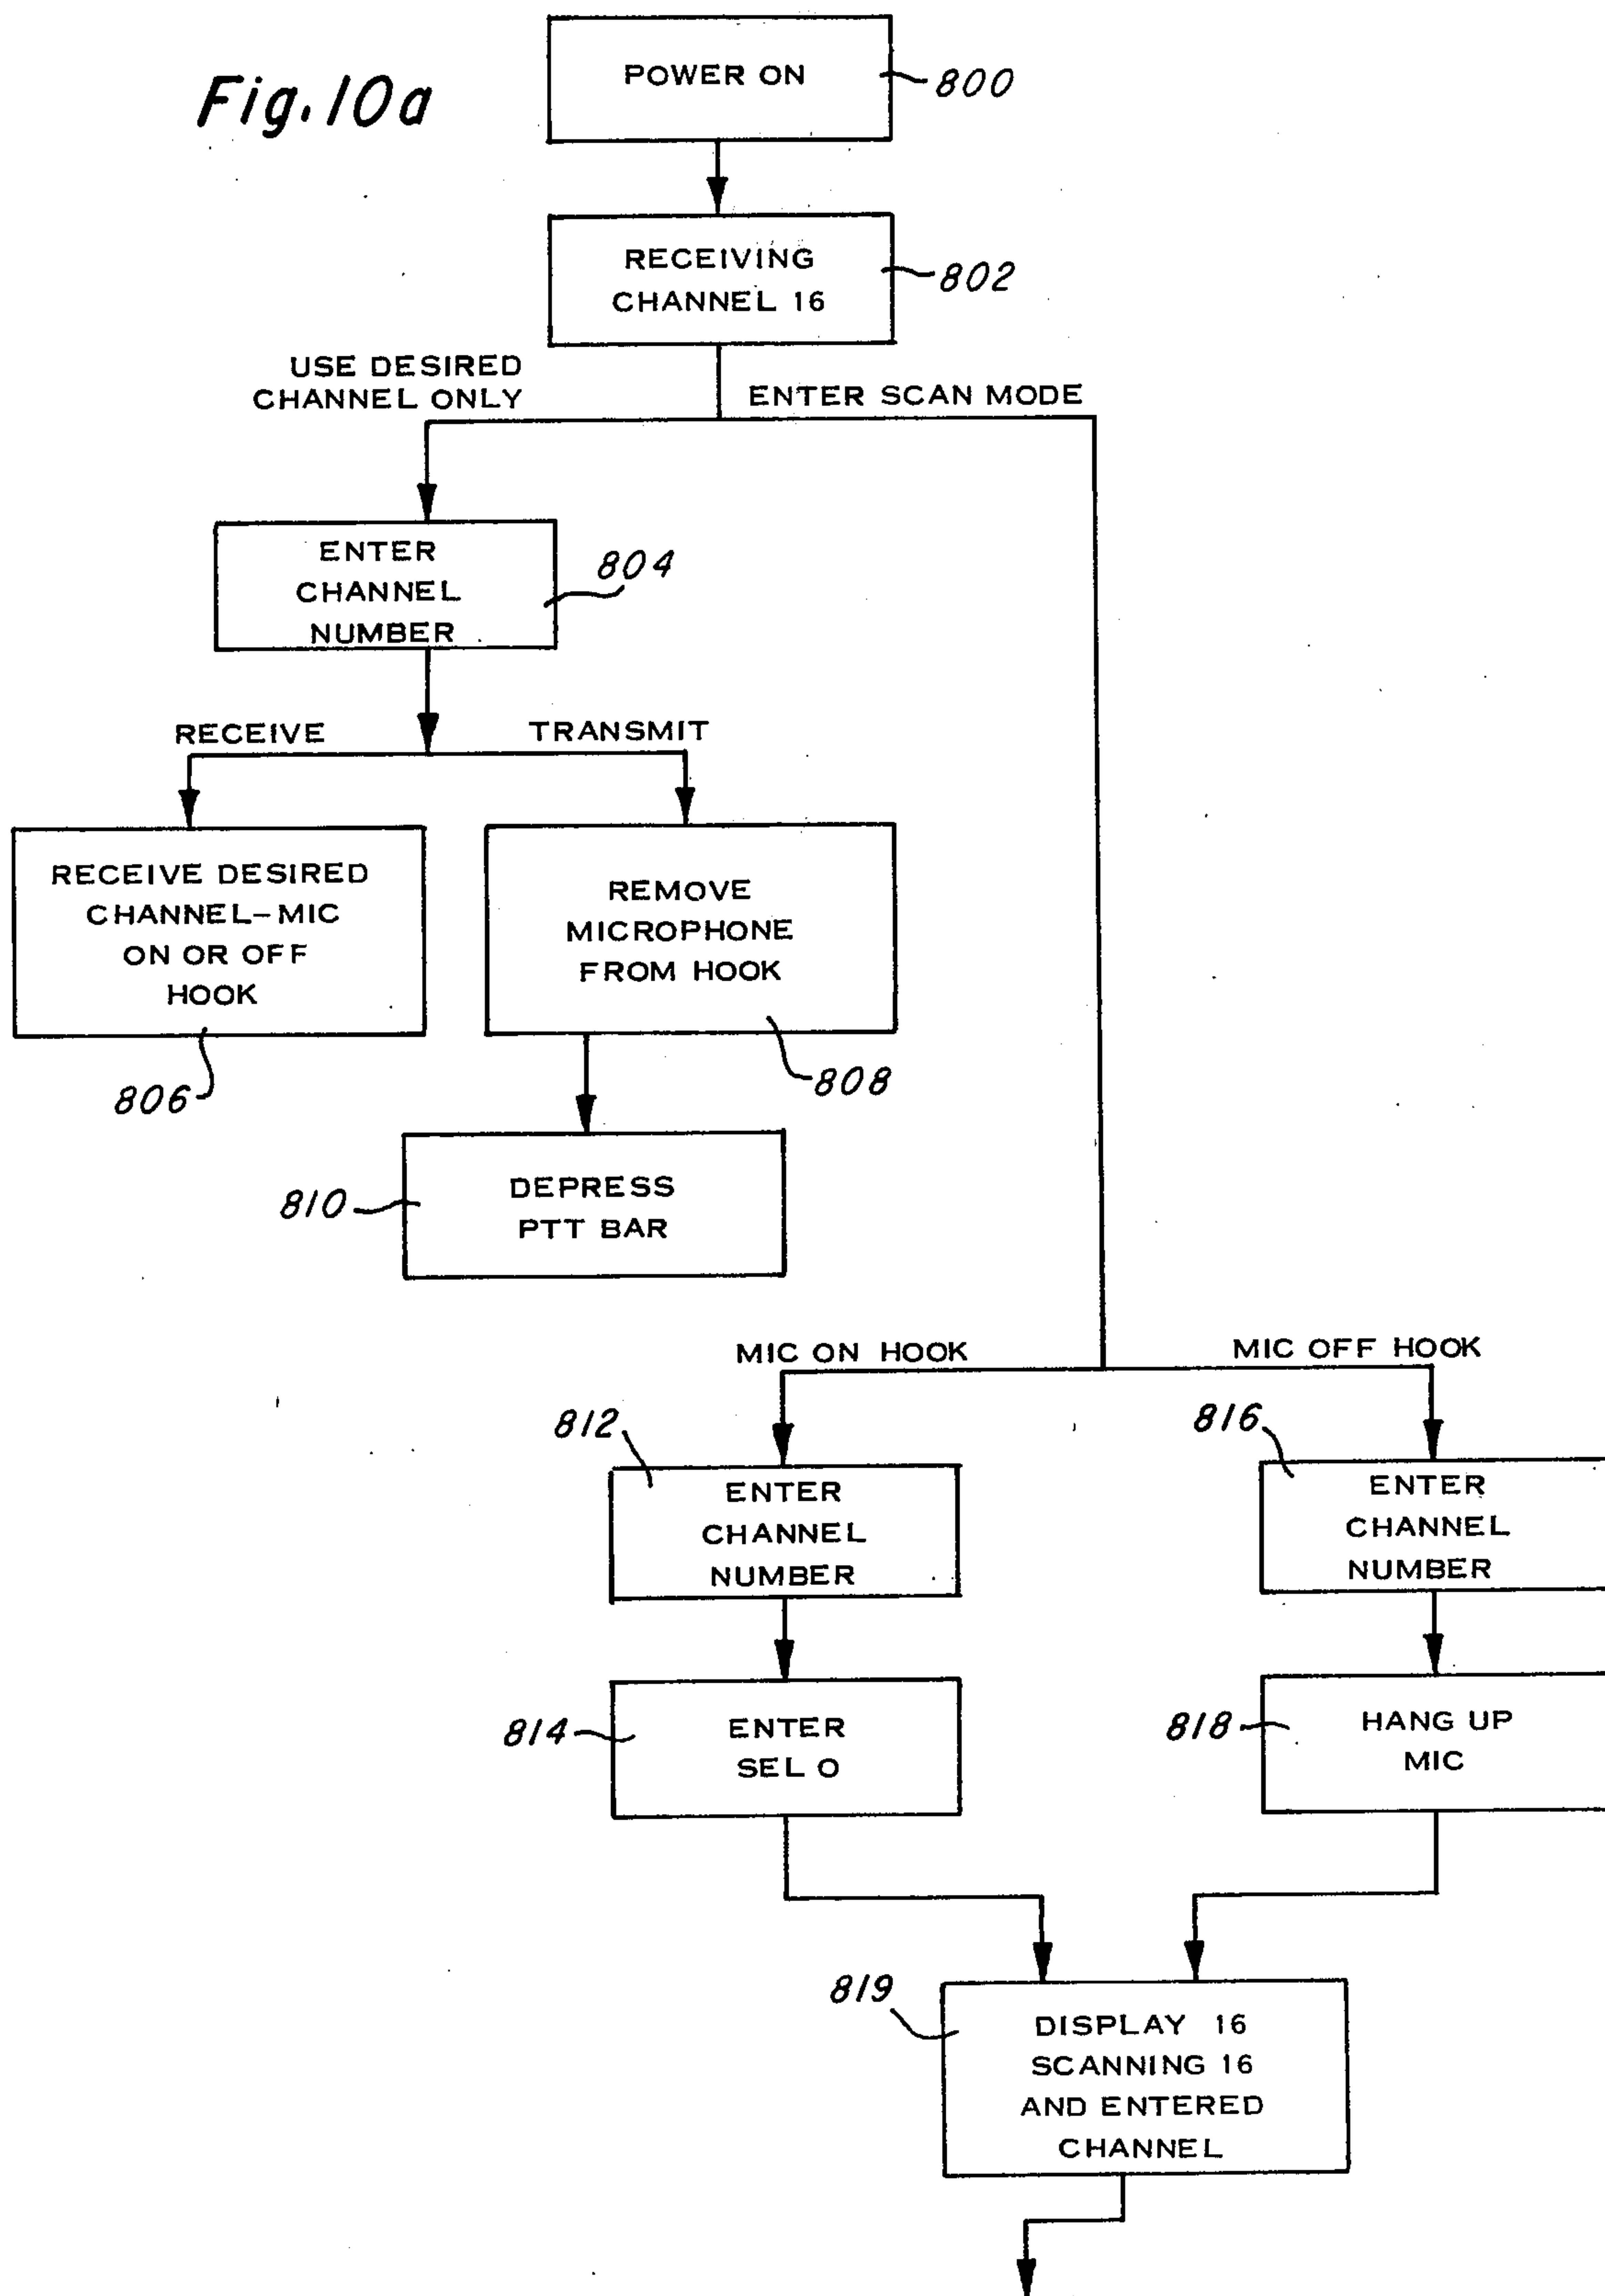 Fig. 10a
POWER ON
800
RECEIVING
CHANNEL 16
802
USE DESIRED
CHANNEL ONLY
ENTER SCAN MODE
ENTER
CHANNEL
NUMBER
804
RECEIVE
TRANSMIT
RECEIVE DESIRED
CHANNEL-MIC
ON OR OFF
HOOK
806
REMOVE
MICROPHONE
FROM HOOK
808
DEPRESS
PTT BAR
810
MIC ON HOOK
MIC OFF HOOK
812
ENTER
CHANNEL
NUMBER
816
ENTER
CHANNEL
NUMBER
814
ENTER
SEL 0
818
HANG UP
MIC
819
DISPLAY 16
SCANNING 16
AND ENTERED
CHANNEL